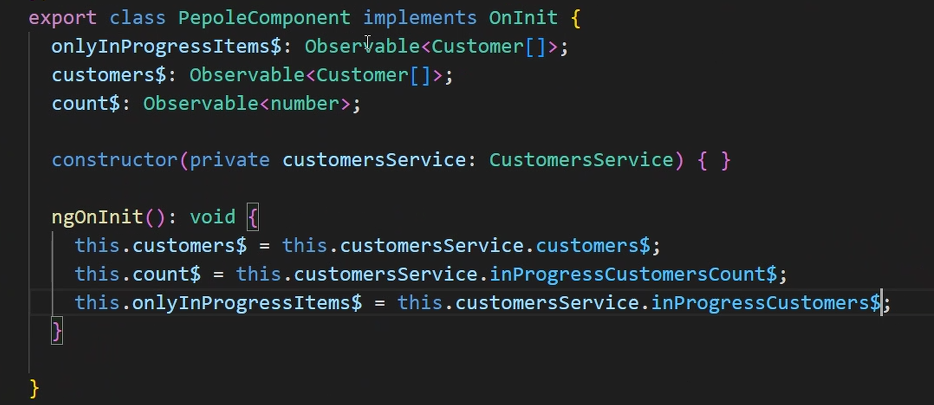 export class PepoleComponent implements OnInit {
onlyInProgressItems$: Observable<Customer[]>;
customers$: Observable<Customer[]>;
count$: Observable<number>;
constructor(private customersService: CustomersService) { }
ngOnInit(): void {
this.customers$ = this.customersService.customers$;
this.count$ = this.customersService.inProgressCustomersCount$;
this.onlyInProgressItems$ = this.customersService.inProgressCustomers$;
}
}